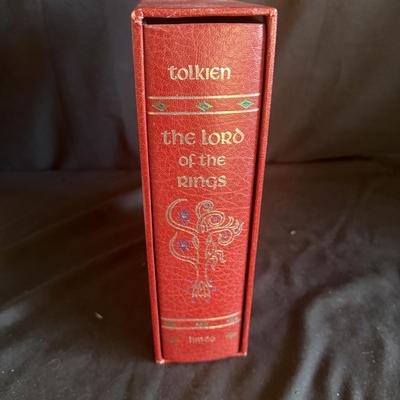 tolkien
the lord
of the
rings
hmco